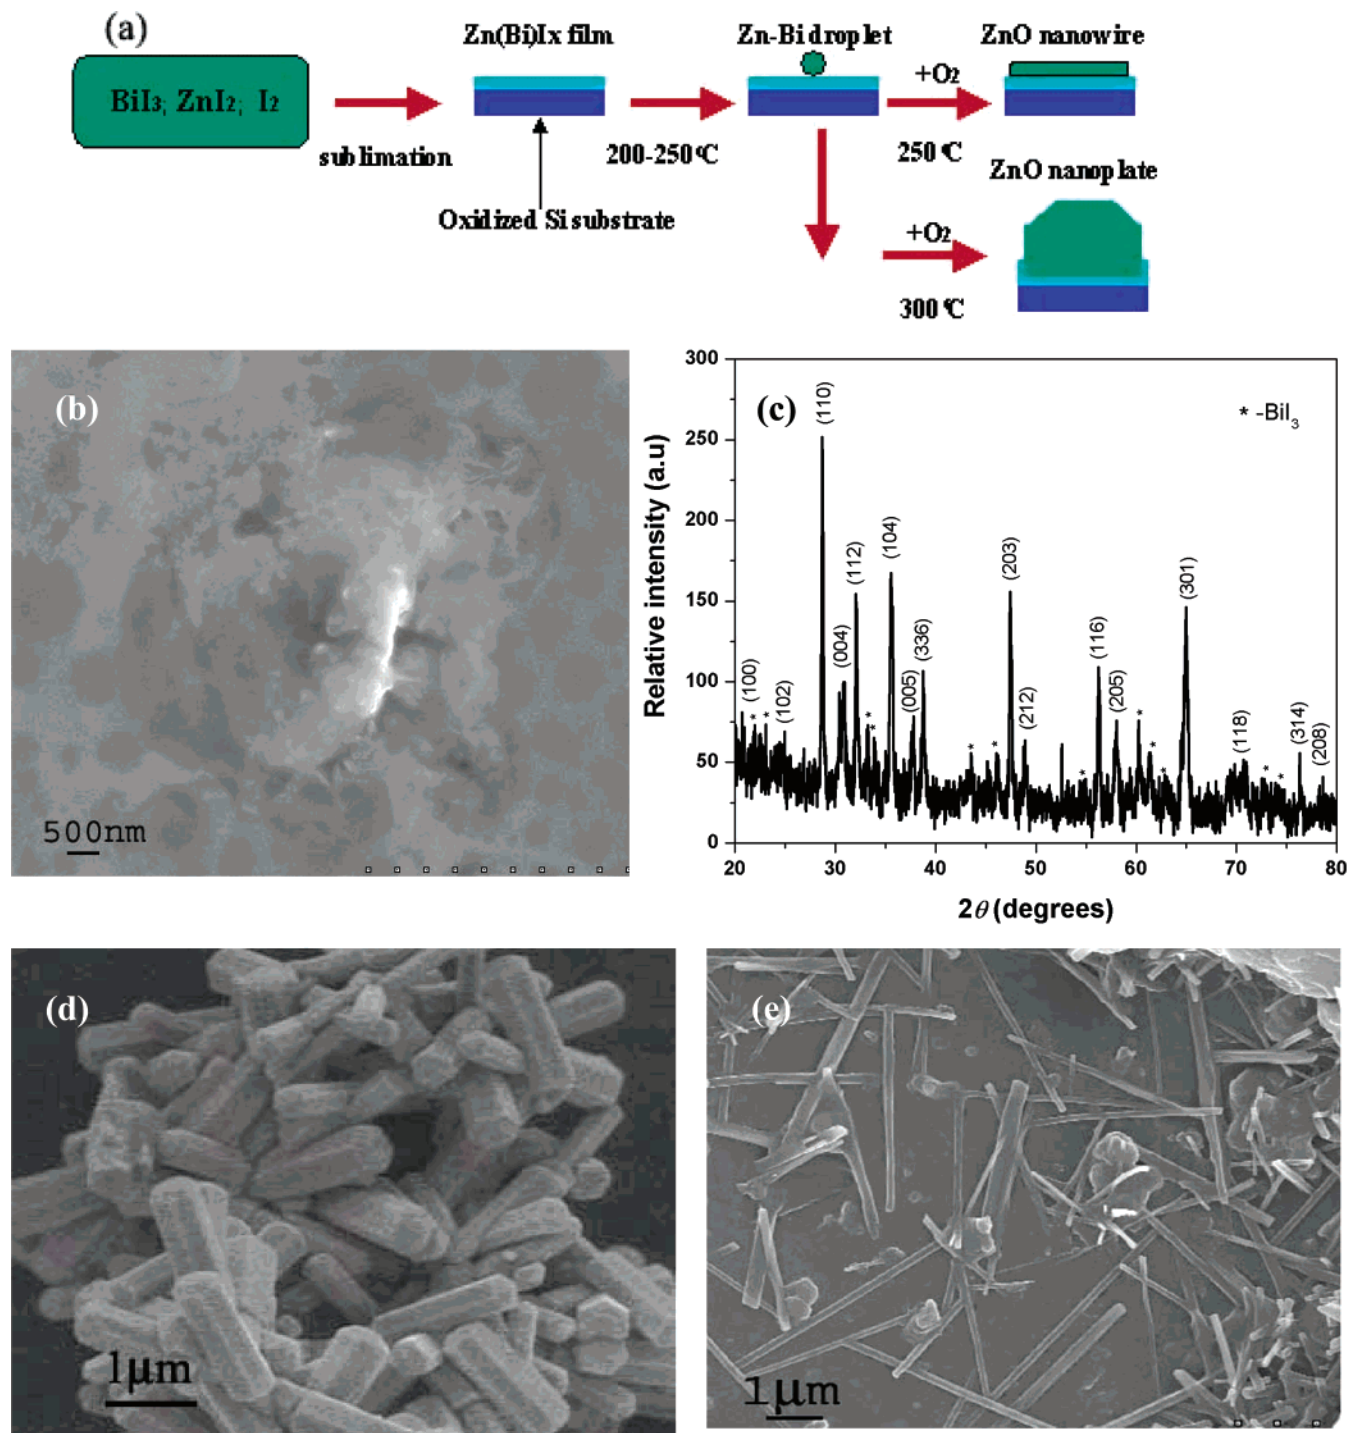 (a)
Zn(Bi)Ix film
Zn-Bi droplet
ZnO nanowire
BiI3; ZnI2; I2
+O2
sublimation
200-250°C
250°C
Oxidized Si substrate
ZnO nanoplate
+O2
300°C
(b)
500nm
(c)
* -BiI3
Relative intensity (a.u)
300
250
200
150
100
50
0
(100)
(102)
(110)
(004)
(112)
(104)
(005)
(336)
(203)
(212)
(116)
(205)
(301)
(118)
(314)
(208)
* * * * * * * * * * * * *
20 30 40 50 60 70 80
2θ (degrees)
(d)
1μm
(e)
1μm